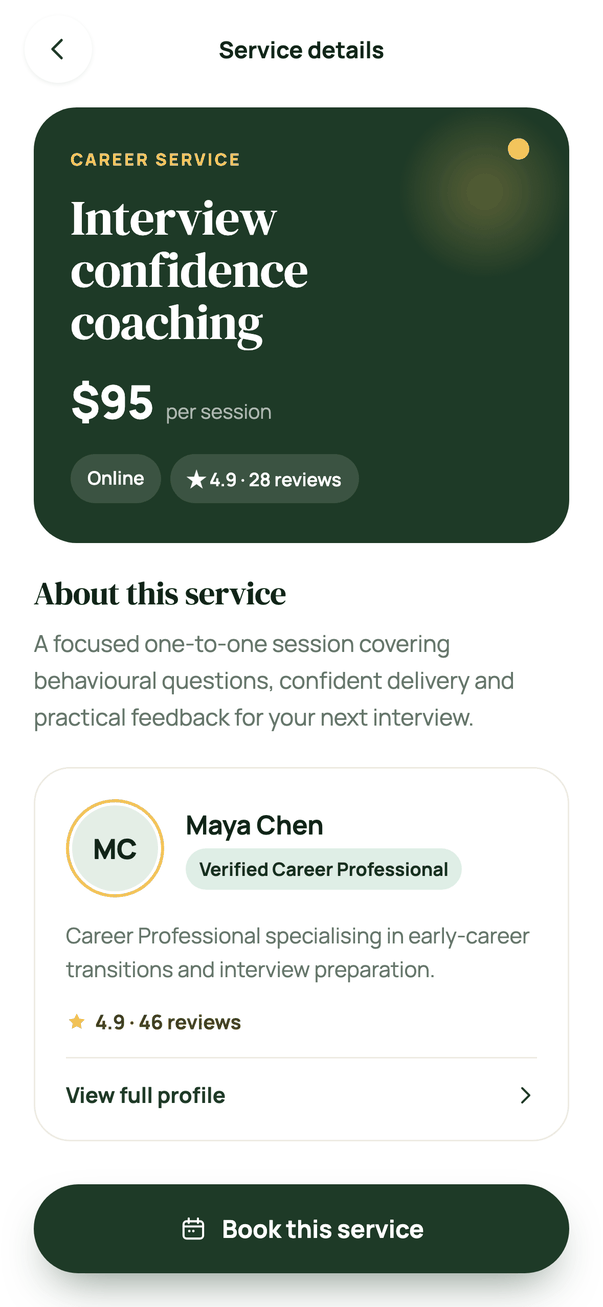 Service details
CAREER SERVICE
Interview
confidence
coaching
$95 per session
Online
★ 4.9 · 28 reviews
About this service
A focused one-to-one session covering
behavioural questions, confident delivery and
practical feedback for your next interview.
MC
Maya Chen
Verified Career Professional
Career Professional specialising in early-career
transitions and interview preparation.
★ 4.9 · 46 reviews
View full profile
Book this service